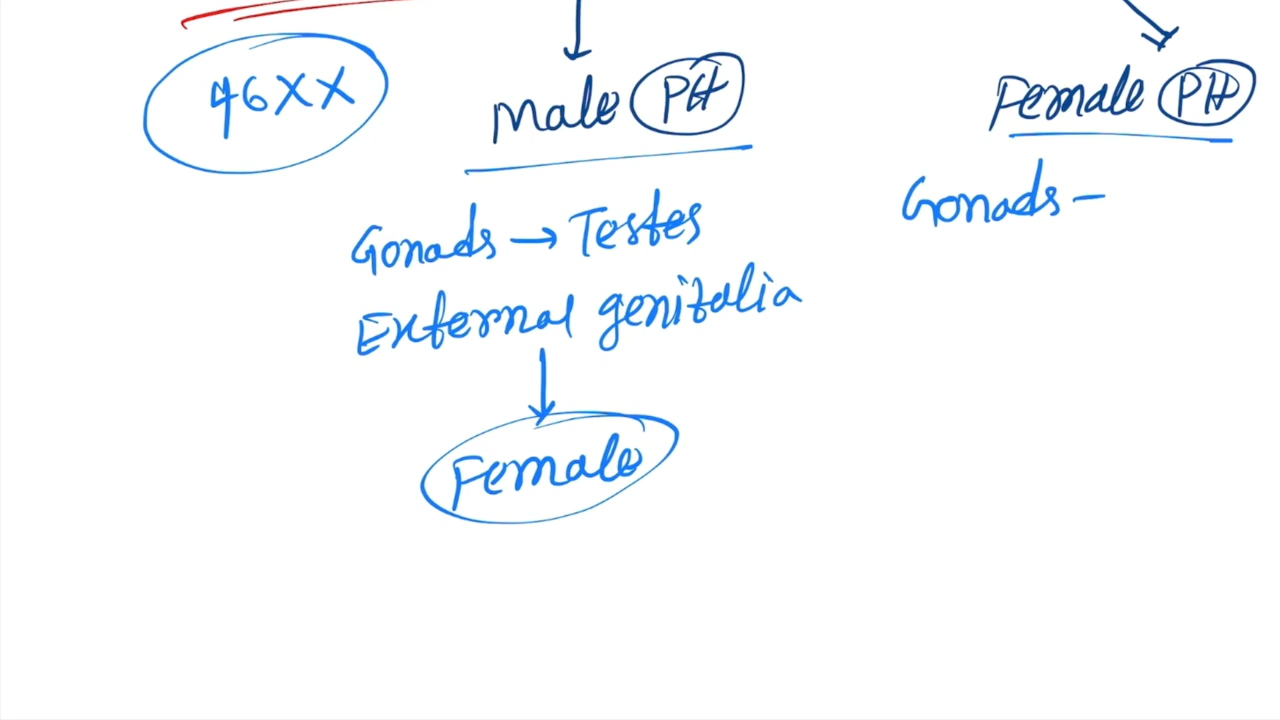 46XX
Male PH
Female PH
Gonads → Testes
External genitalia
Female
Gonads -